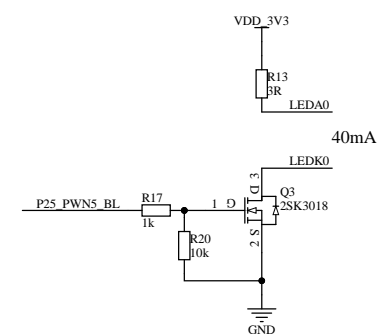 VDD_3V3
R13
3R
LEDA0
40mA
LEDK0
3 D
Q3
2SK3018
P25_PWN5_BL
R17
1k
1 G
S 2
R20
10k
GND